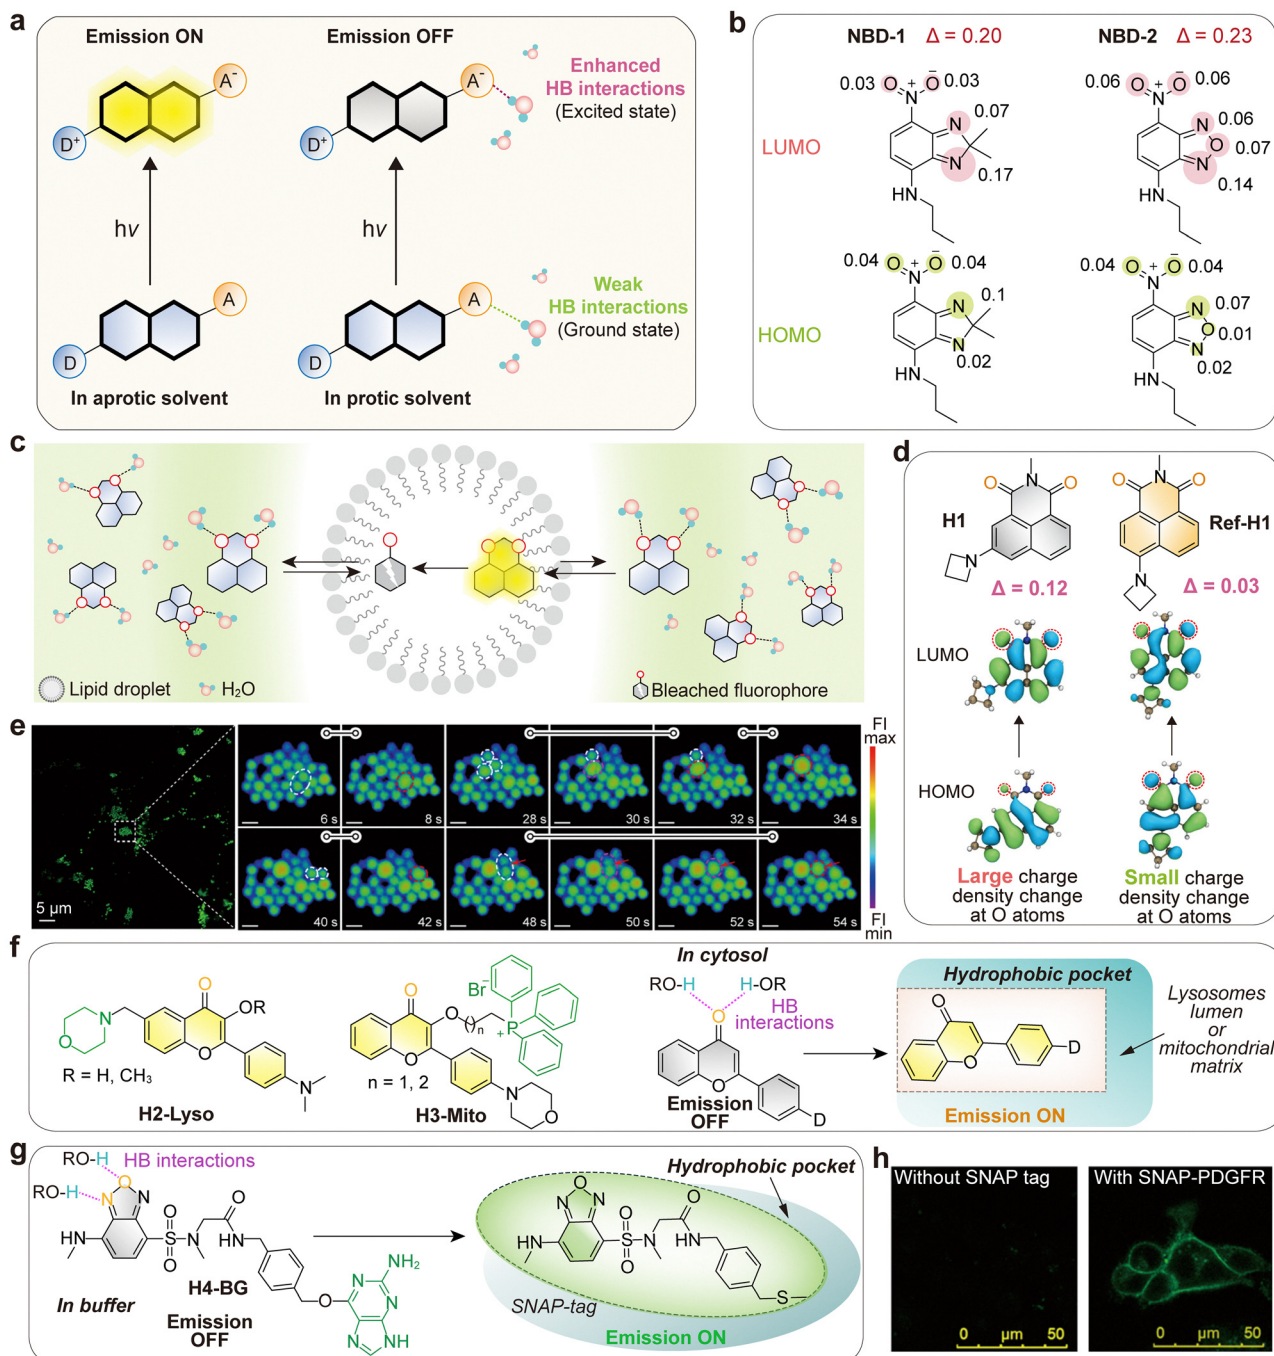 a
Emission ON
Emission OFF
A⁻
A⁻
Enhanced
HB interactions
(Excited state)
D⁺
D⁺
hν
hν
Weak
HB interactions
(Ground state)
A
A
D
D
In aprotic solvent
In protic solvent
b
NBD-1 Δ = 0.20
NBD-2 Δ = 0.23
0.03 O N⁺ O⁻ 0.03
0.06 O N⁺ O⁻ 0.06
0.07
0.06
LUMO
N
N
N
O
N
0.07
0.17
0.14
HN
HN
0.04 O N⁺ O⁻ 0.04
0.04 O N⁺ O⁻ 0.04
0.1
0.07
HOMO
N
N
N
O
N
0.01
0.02
0.02
HN
HN
c
Lipid droplet
H₂O
Bleached fluorophore
d
O N O
O N O
H1
Ref-H1
N
N
Δ = 0.12
Δ = 0.03
LUMO
HOMO
Large charge
density change
at O atoms
Small charge
density change
at O atoms
e
5 µm
6 s
8 s
28 s
30 s
32 s
34 s
40 s
42 s
48 s
50 s
52 s
54 s
FI
max
FI
min
f
O
OR
N
O
O
N
R = H, CH₃
H2-Lyso
Br⁻
O
O
( )n
P
+
O
N
O
n = 1, 2
H3-Mito
In cytosol
RO-H
H-OR
HB
interactions
O
O
D
Emission
OFF
Hydrophobic pocket
O
O
D
Emission ON
Lysosomes
lumen
or
mitochondrial
matrix
g
RO-H
HB interactions
RO-H
O
N
N
HN
O
S
O
N
O
HN
H4-BG
O
NH₂
N
N
N
NH
In buffer
Emission
OFF
Hydrophobic pocket
O
N
N
HN
O
S
O
N
O
HN
S
SNAP-tag
Emission ON
h
Without SNAP tag
With SNAP-PDGFR
0 µm 50
0 µm 50